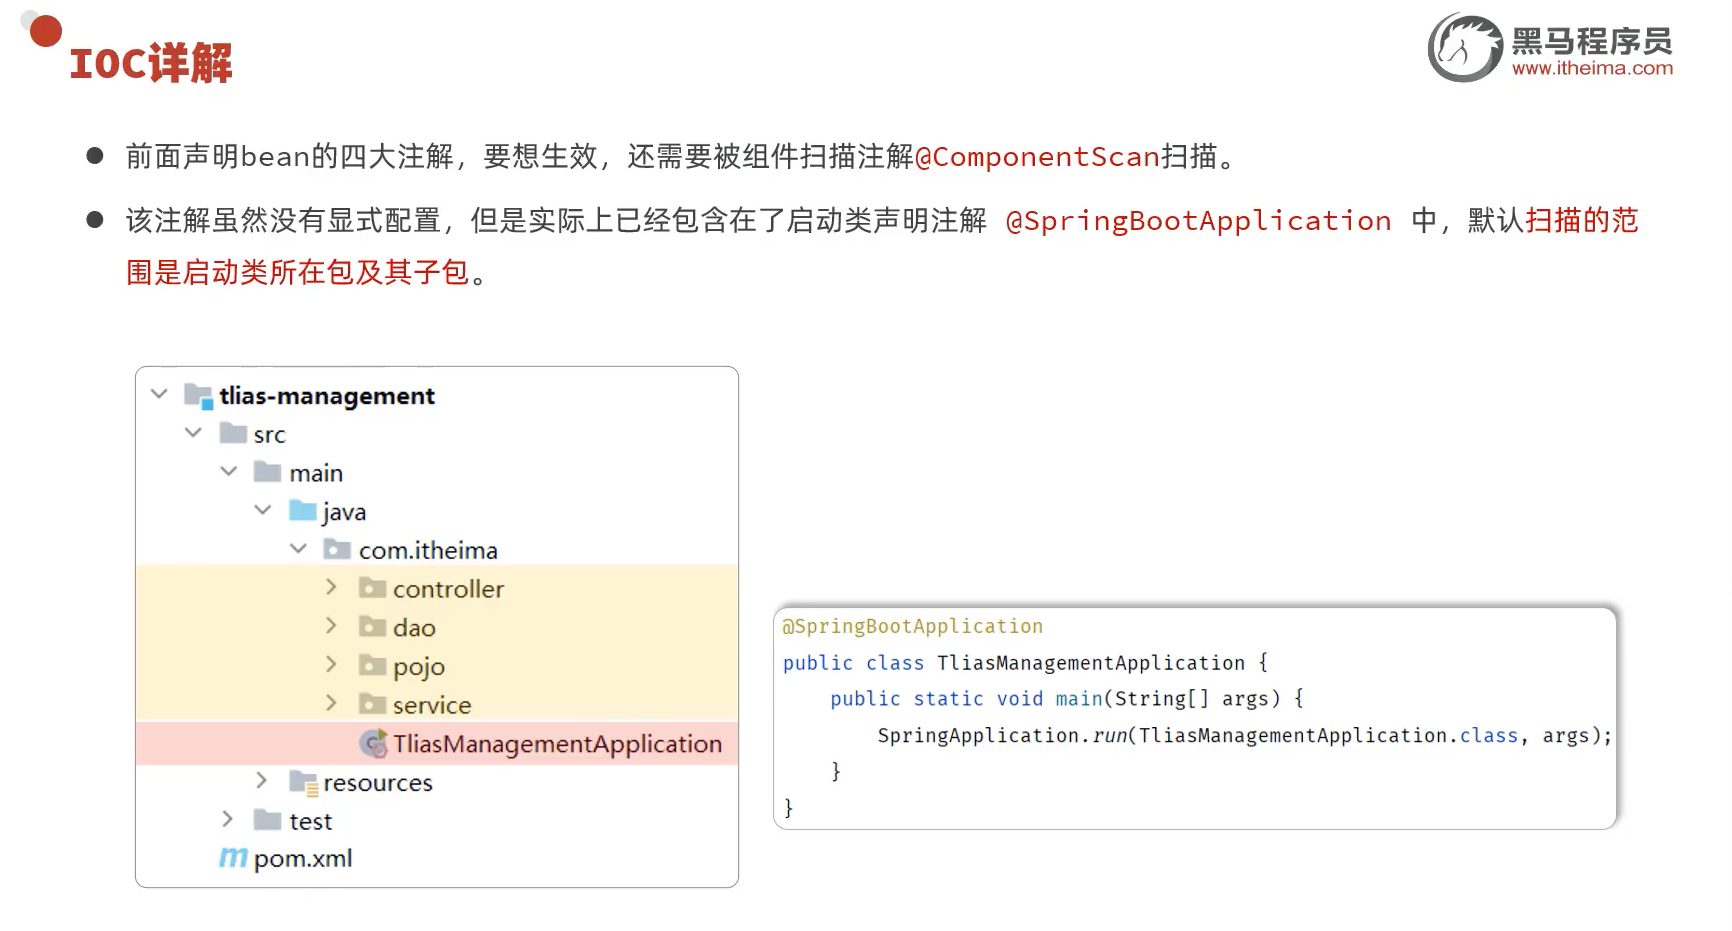 IOC详解
黑马程序员
www.itheima.com
前面声明bean的四大注解，要想生效，还需要被组件扫描注解@ComponentScan扫描。
该注解虽然没有显式配置，但是实际上已经包含在了启动类声明注解 @SpringBootApplication 中，默认扫描的范
围是启动类所在包及其子包。
tlias-management
src
main
java
com.itheima
controller
dao
pojo
service
TliasManagementApplication
resources
test
pom.xml
@SpringBootApplication
public class TliasManagementApplication {
public static void main(String[] args) {
SpringApplication.run(TliasManagementApplication.class, args);
}
}